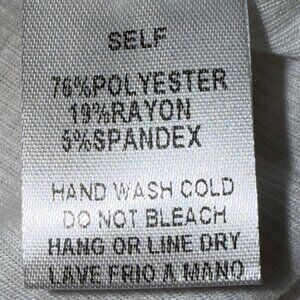 SELF
76%POLYESTER
19%RAYON
5%SPANDEX
HAND WASH COLD
DO NOT BLEACH
HANG OR LINE DRY
LAVE FRIO A MANO